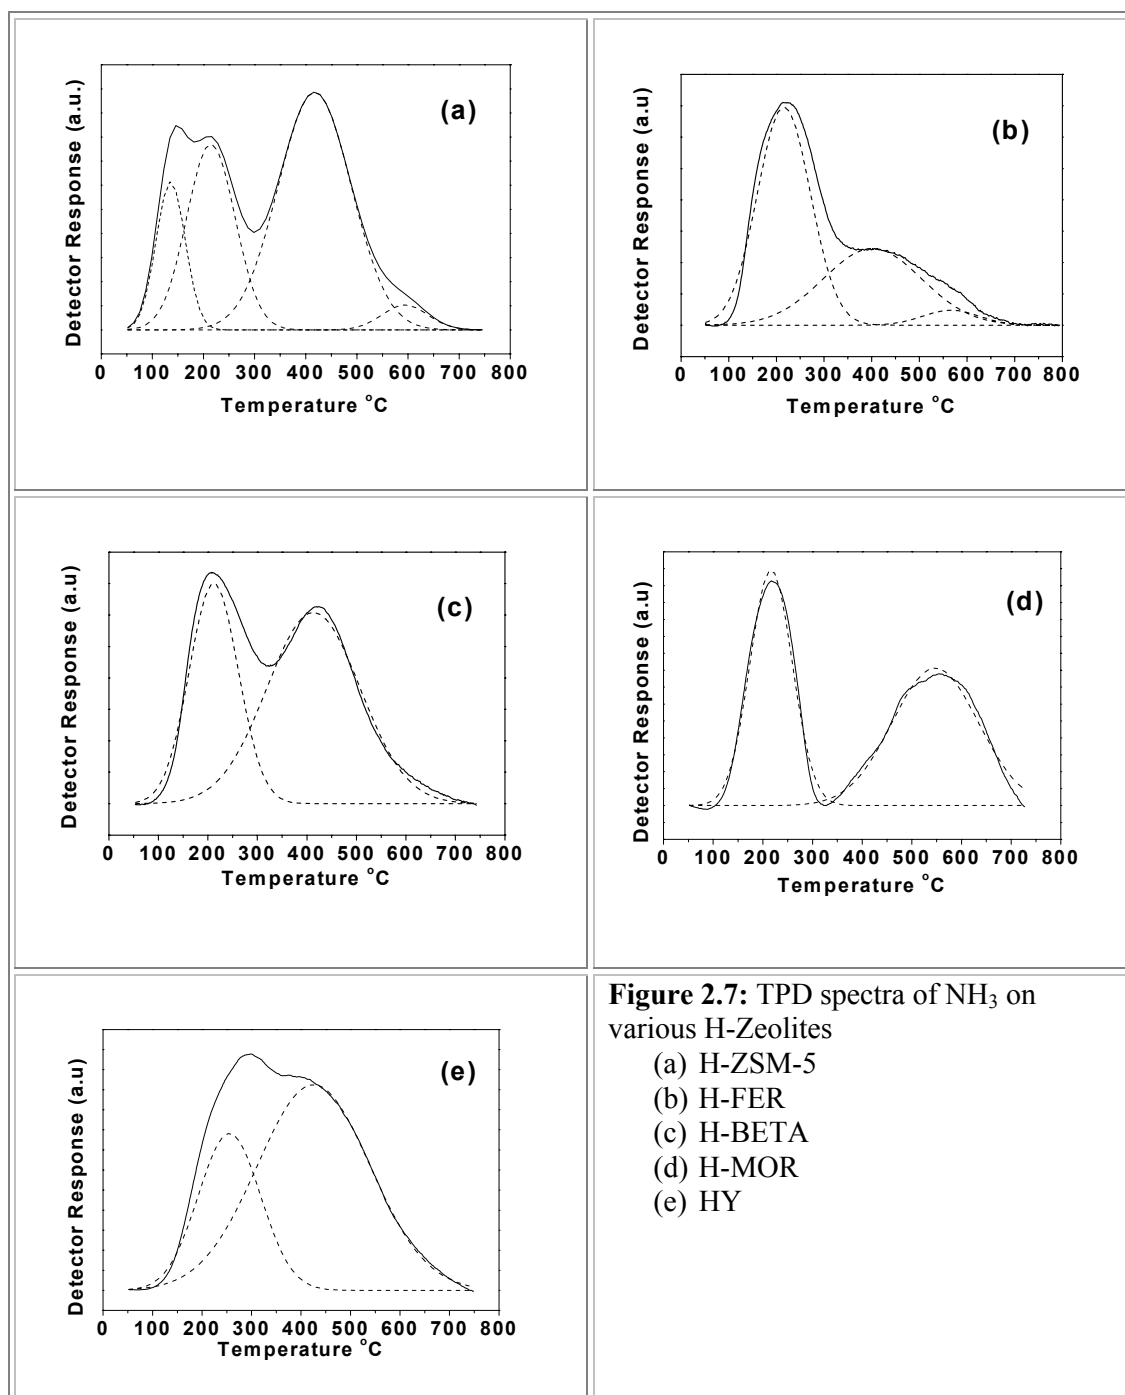 (a)
Detector Response (a.u.)
0 100 200 300 400 500 600 700 800
Temperature °C
(b)
Detector Response (a.u)
0 100 200 300 400 500 600 700 800
Temperature °C
(c)
Detector Response (a.u)
0 100 200 300 400 500 600 700 800
Temperature °C
(d)
Detector Response (a.u)
0 100 200 300 400 500 600 700 800
Temperature °C
(e)
Detector Response (a.u)
0 100 200 300 400 500 600 700 800
Temperature °C
Figure 2.7: TPD spectra of NH₃ on
various H-Zeolites
(a) H-ZSM-5
(b) H-FER
(c) H-BETA
(d) H-MOR
(e) HY